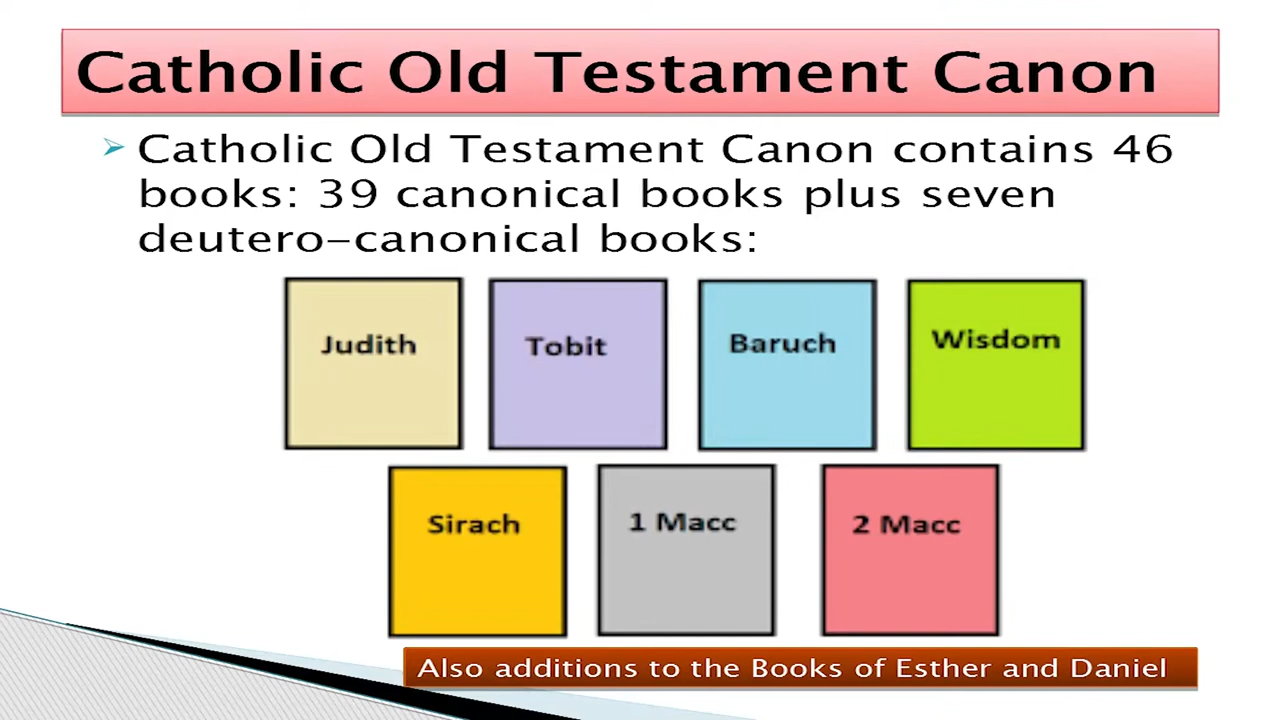 Catholic Old Testament Canon
Catholic Old Testament Canon contains 46
books: 39 canonical books plus seven
deutero-canonical books:
Judith
Tobit
Baruch
Wisdom
Sirach
1 Macc
2 Macc
Also additions to the Books of Esther and Daniel